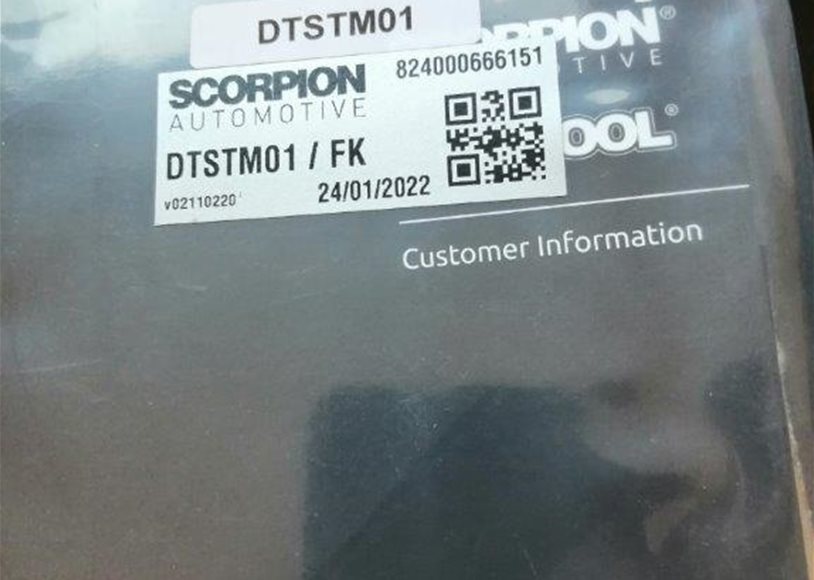 DTSTM01
SCORPION
AUTOMOTIVE
824000666151
DTSTM01 / FK
v02110220
24/01/2022
Customer Information